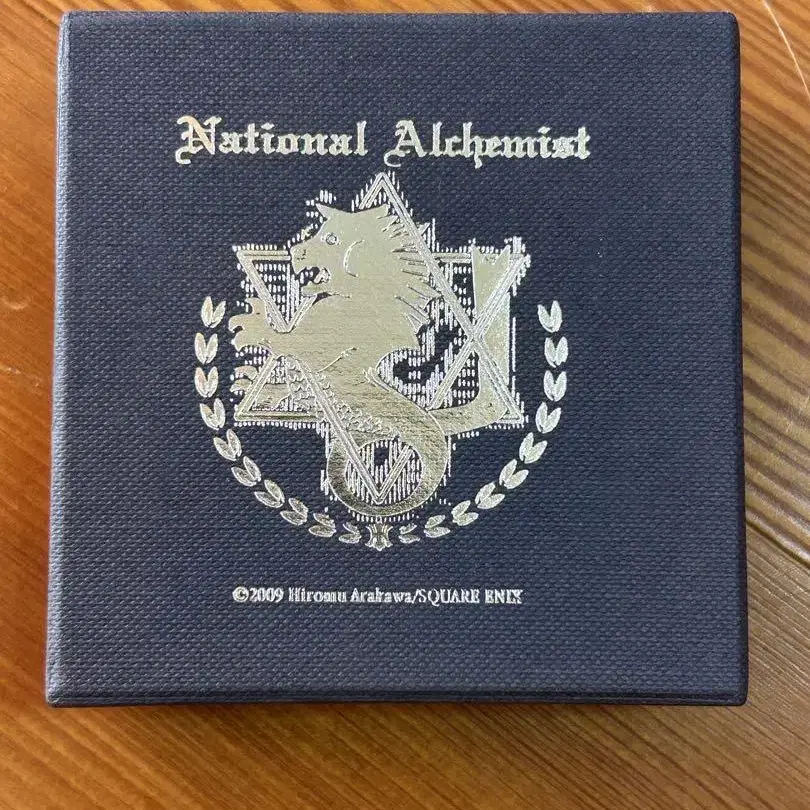 National Alchemist
©2009 Hiromu Arakawa/SQUARE ENIX